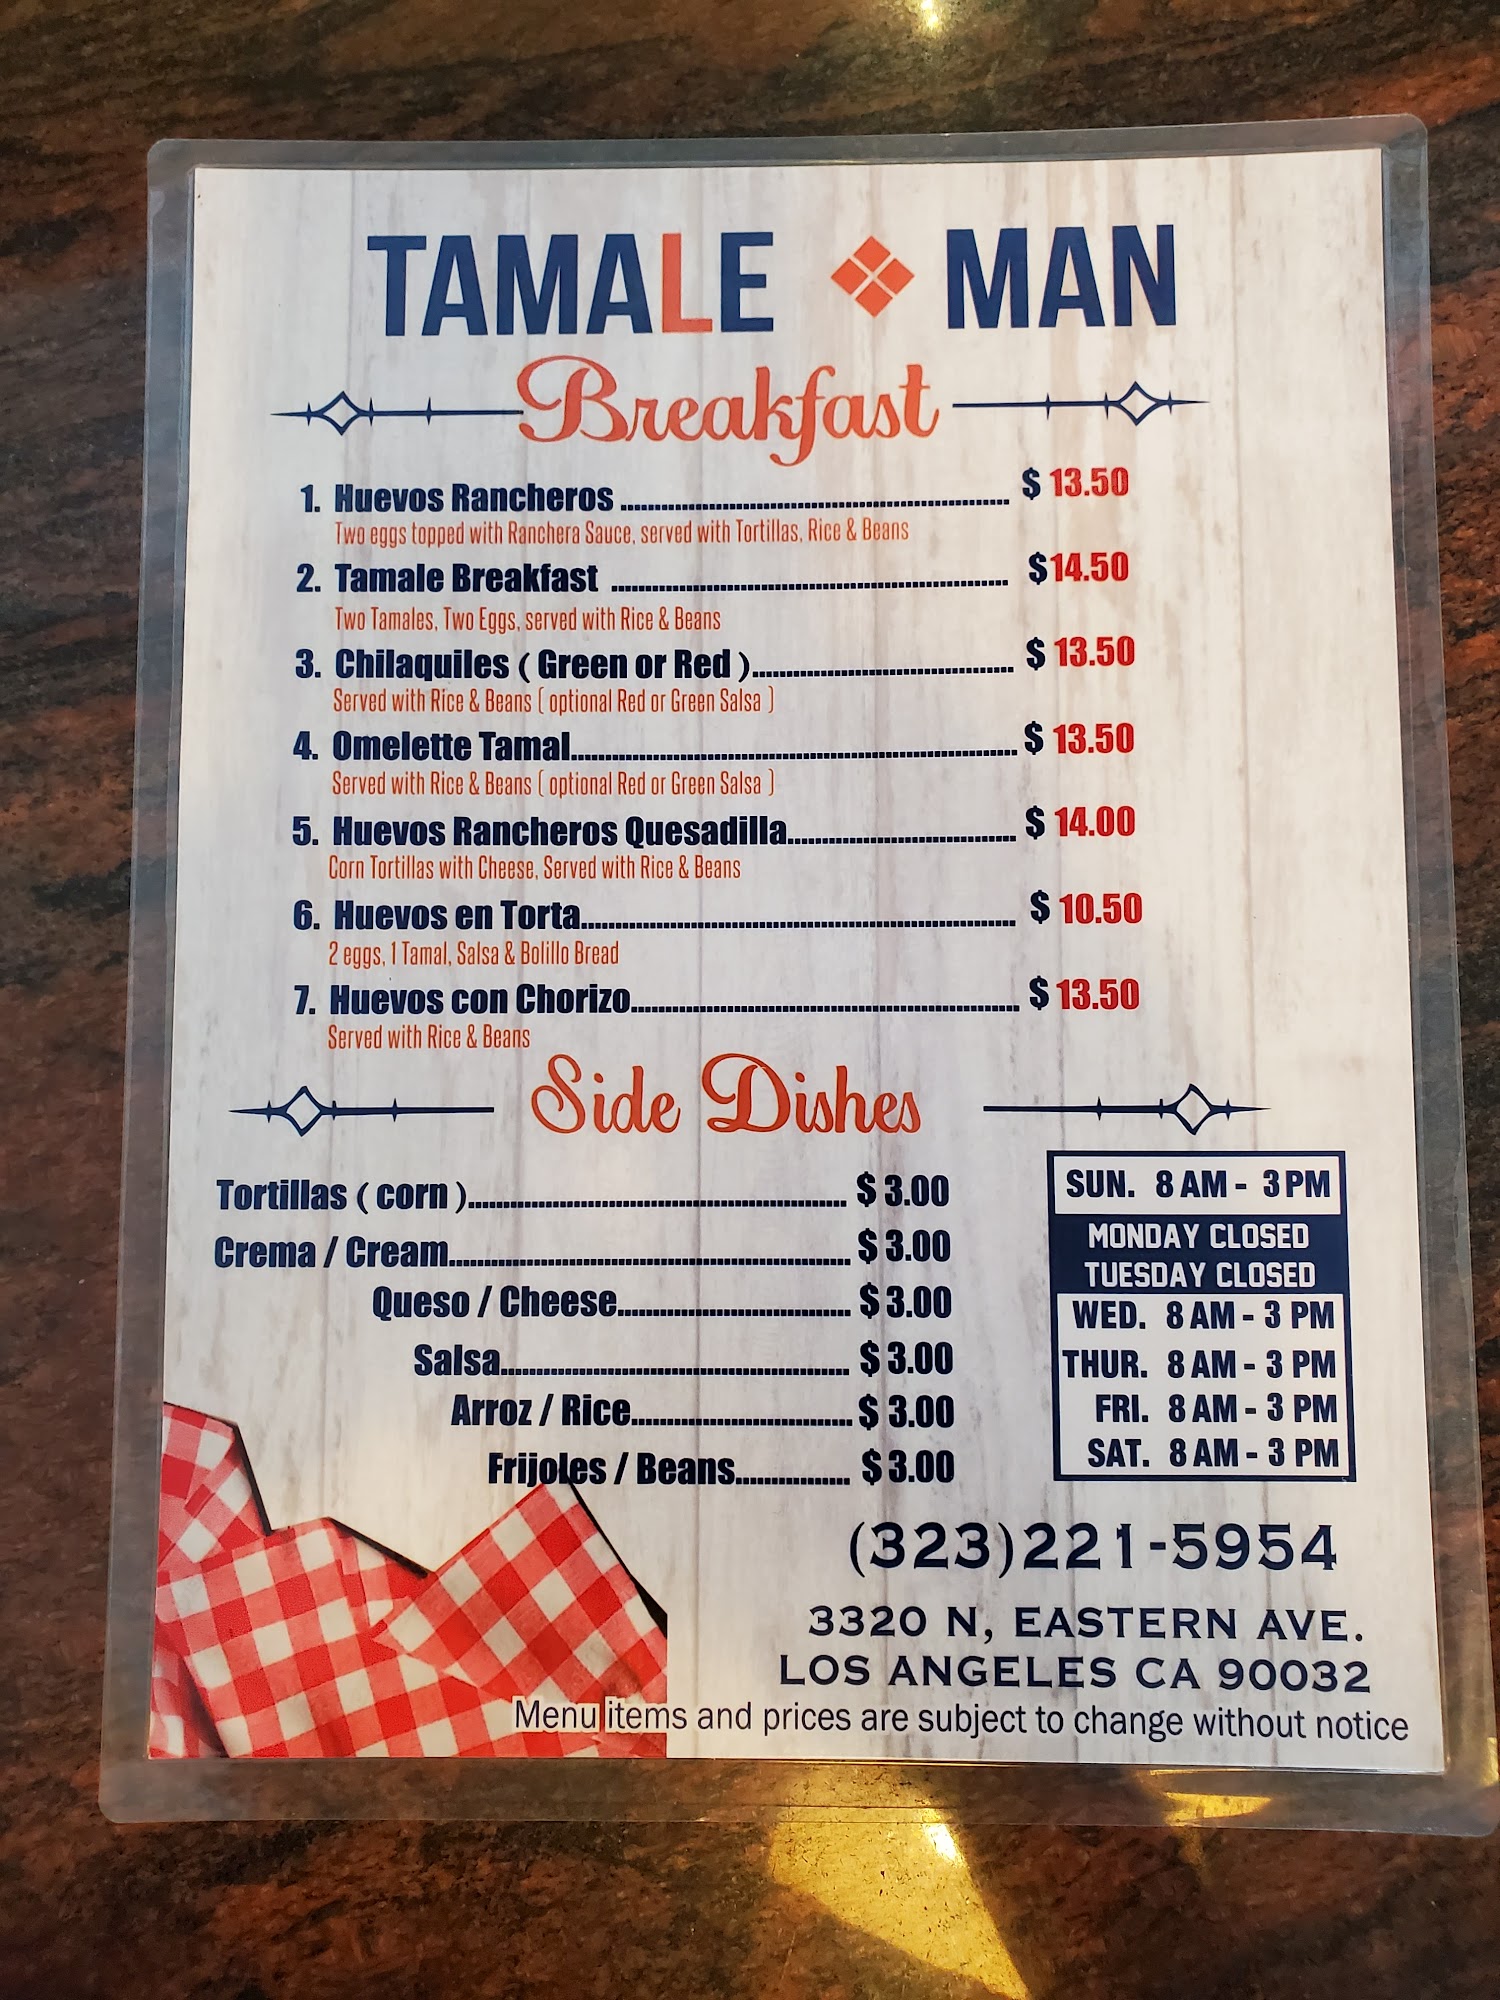 TAMALE MAN
Breakfast
1. Huevos Rancheros ........ $ 13.50
Two eggs topped with Ranchera Sauce, served with Tortillas, Rice & Beans
2. Tamale Breakfast ........ $14.50
Two Tamales, Two Eggs, served with Rice & Beans
3. Chilaquiles ( Green or Red )........ $ 13.50
Served with Rice & Beans ( optional Red or Green Salsa )
4. Omelette Tamal........ $ 13.50
Served with Rice & Beans ( optional Red or Green Salsa )
5. Huevos Rancheros Quesadilla........ $ 14.00
Corn Tortillas with Cheese, Served with Rice & Beans
6. Huevos en Torta........ $ 10.50
2 eggs, 1 Tamal, Salsa & Bolillo Bread
7. Huevos con Chorizo........ $ 13.50
Served with Rice & Beans
Side Dishes
Tortillas ( corn )........ $ 3.00
Crema / Cream........ $ 3.00
Queso / Cheese........ $ 3.00
Salsa........ $ 3.00
Arroz / Rice........ $ 3.00
Frijoles / Beans........ $ 3.00
SUN. 8 AM - 3 PM
MONDAY CLOSED
TUESDAY CLOSED
WED. 8 AM - 3 PM
THUR. 8 AM - 3 PM
FRI. 8 AM - 3 PM
SAT. 8 AM - 3 PM
(323)221-5954
3320 N, EASTERN AVE.
LOS ANGELES CA 90032
Menu items and prices are subject to change without notice